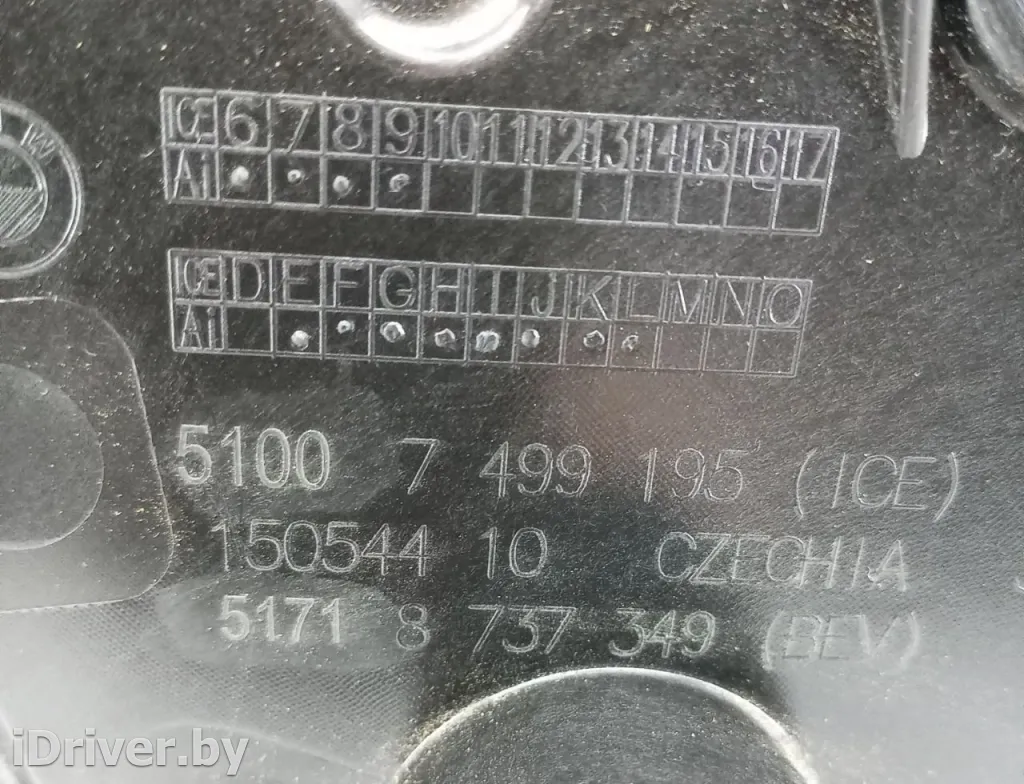 Œ 6 7 8 9 10 11 12 13 14 15 16 17
Ai
Œ D E F G H I J K L M N O
Ai
5100 7 499 195 (ICE)
150544 10 CZECHIA
5171 8 737 349 (BEV)
iDriver.by